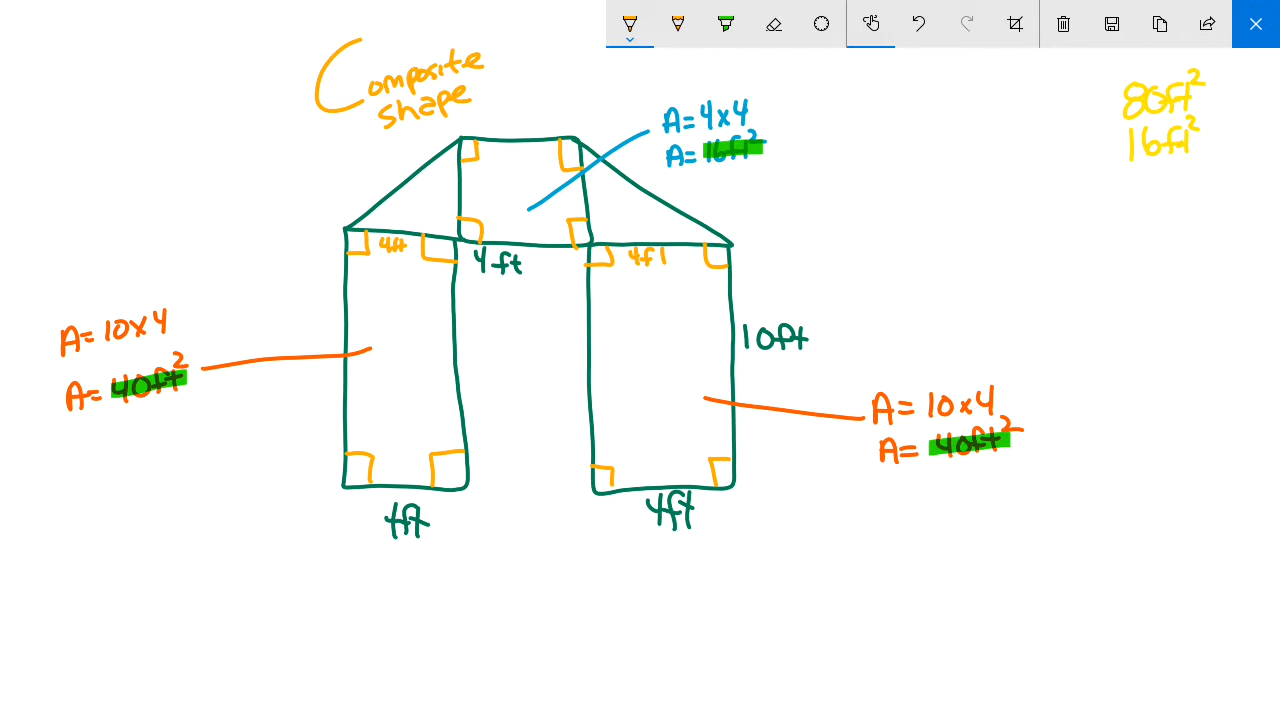 Composite
shape
A= 4x4
A= 16ft²
80ft²
16ft²
4ft
4ft
4ft
A= 10x4
A= 40ft²
10ft
A= 10x4
A= 40ft²
4ft
4ft